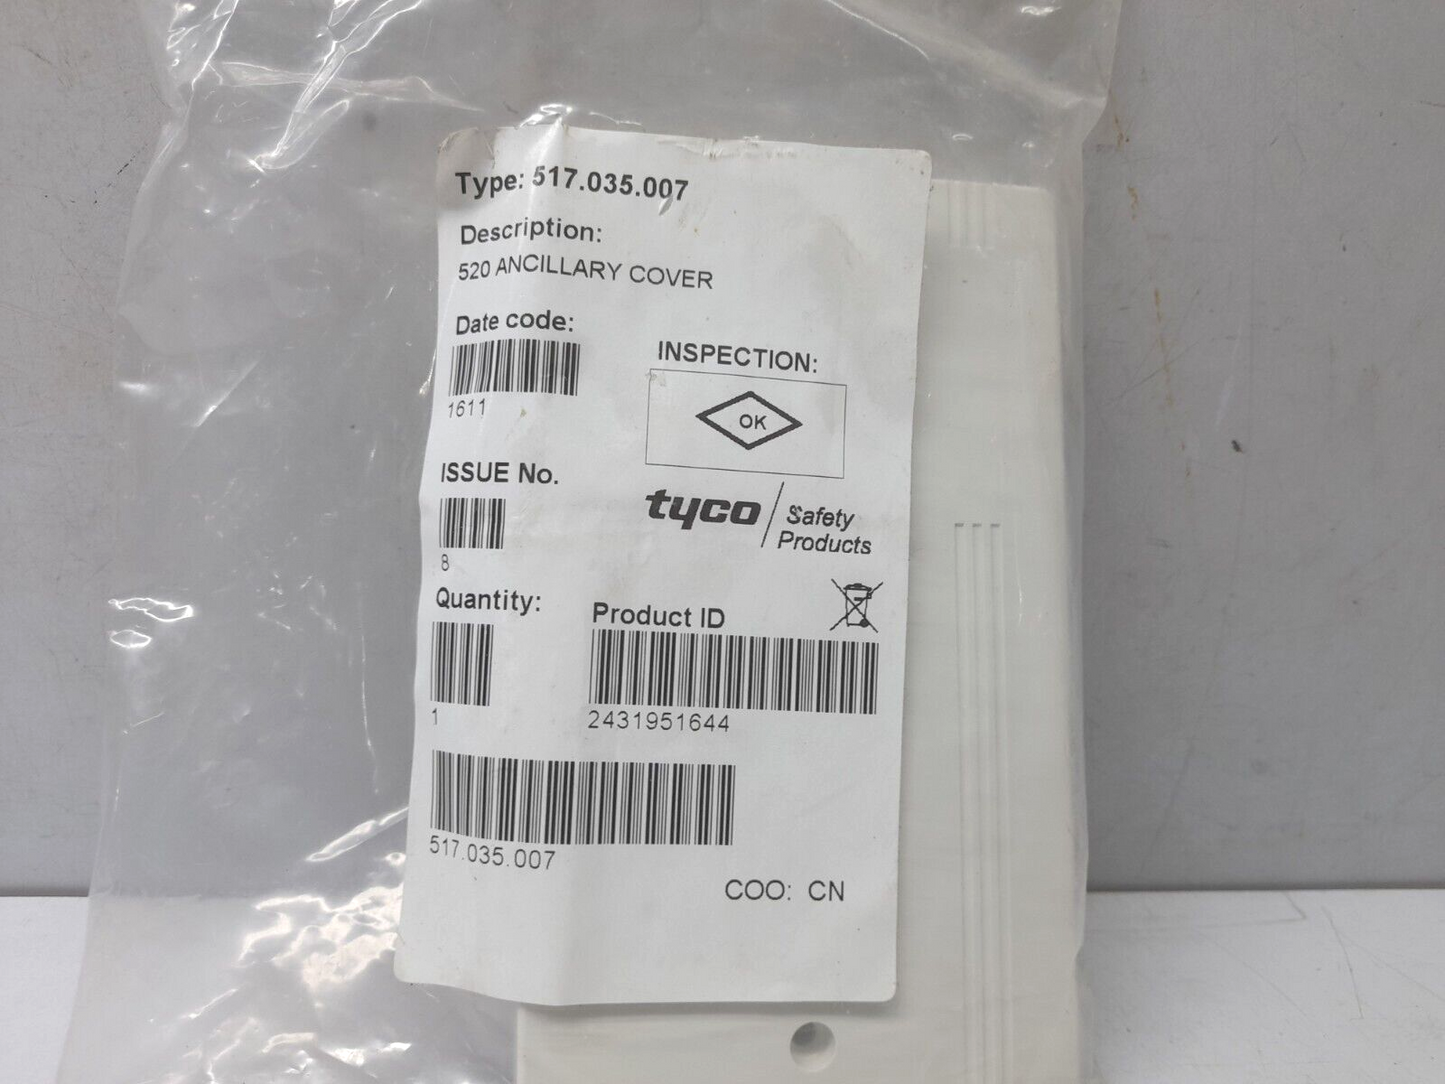 Type: 517.035.007
Description:
520 ANCILLARY COVER
Date code:
1611
INSPECTION:
OK
ISSUE No.
8
tyco Safety
Products
Quantity:
1
Product ID
2431951644
517.035.007
COO: CN